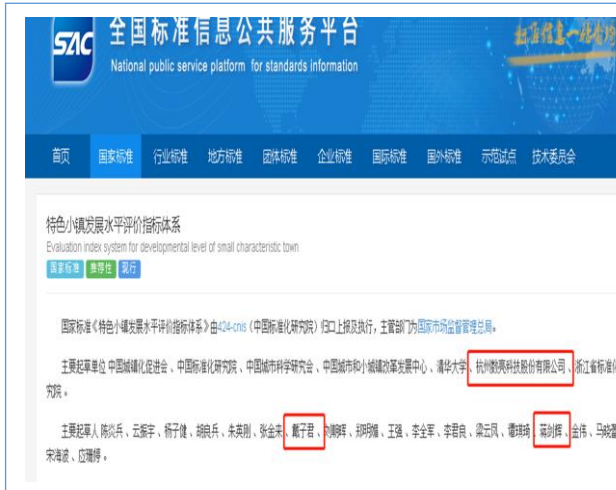 SAC
全国标准信息公共服务平台
National public service platform for standards information
首页 国家标准 行业标准 地方标准 团体标准 企业标准 国际标准 国外标准 示范试点 技术委员会
特色小镇发展水平评价指标体系
Evaluation index system for developmental level of small characteristic town
国家标准 推荐性 现行
国家标准《特色小镇发展水平评价指标体系》由424-cnis（中国标准化研究院）归口上报及执行，主管部门为国家市场监督管理总局。
主要起草单位 中国城镇化促进会、中国标准化研究院、中国城市科学研究会、中国城市和小城镇改革发展中心、清华大学、杭州数亮科技股份有限公司、浙江省标准化
究院。
主要起草人 陈炎兵、云振宇、杨子健、胡良兵、朱英刚、张金来、戴子君、郑明媚、王强、李全军、李君良、梁云凤、蒋剑辉、金伟、
宋海波、应珊婷。